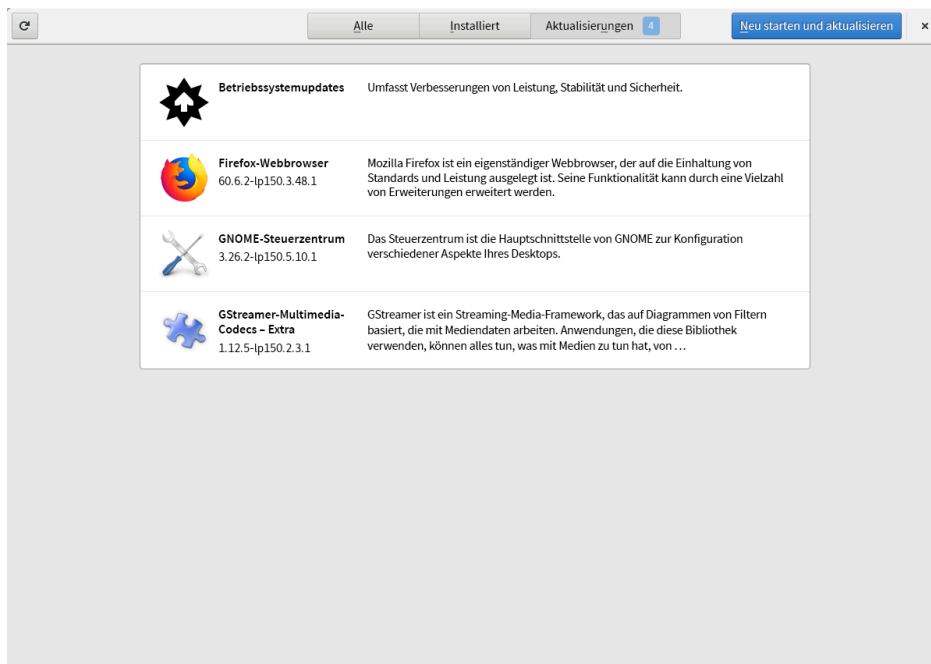 Alle
Installiert
Aktualisierungen 4
Neu starten und aktualisieren
Betriebssystemupdates
Umfasst Verbesserungen von Leistung, Stabilität und Sicherheit.
Firefox-Webbrowser
60.6.2-lp150.3.48.1
Mozilla Firefox ist ein eigenständiger Webbrowser, der auf die Einhaltung von
Standards und Leistung ausgelegt ist. Seine Funktionalität kann durch eine Vielzahl
von Erweiterungen erweitert werden.
GNOME-Steuerzentrum
3.26.2-lp150.5.10.1
Das Steuerzentrum ist die Hauptschnittstelle von GNOME zur Konfiguration
verschiedener Aspekte Ihres Desktops.
GStreamer-Multimedia-
Codecs – Extra
1.12.5-lp150.2.3.1
GStreamer ist ein Streaming-Media-Framework, das auf Diagrammen von Filtern
basiert, die mit Mediendaten arbeiten. Anwendungen, die diese Bibliothek
verwenden, können alles tun, was mit Medien zu tun hat, von …